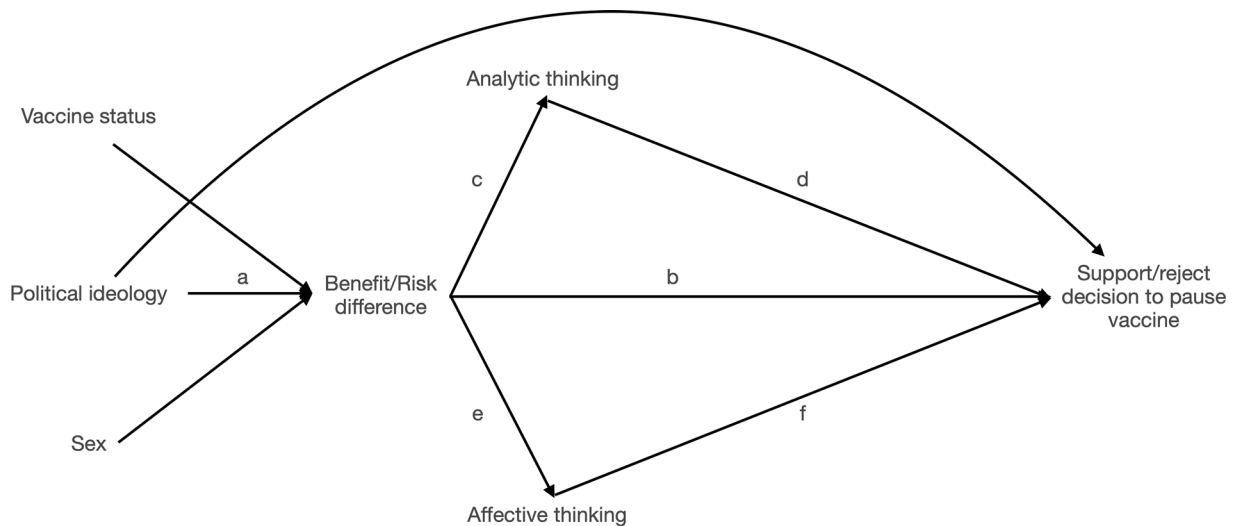 Analytic thinking
Vaccine status
c
d
Political ideology
a
Benefit/Risk
difference
b
Support/reject
decision to pause
vaccine
e
f
Sex
Affective thinking